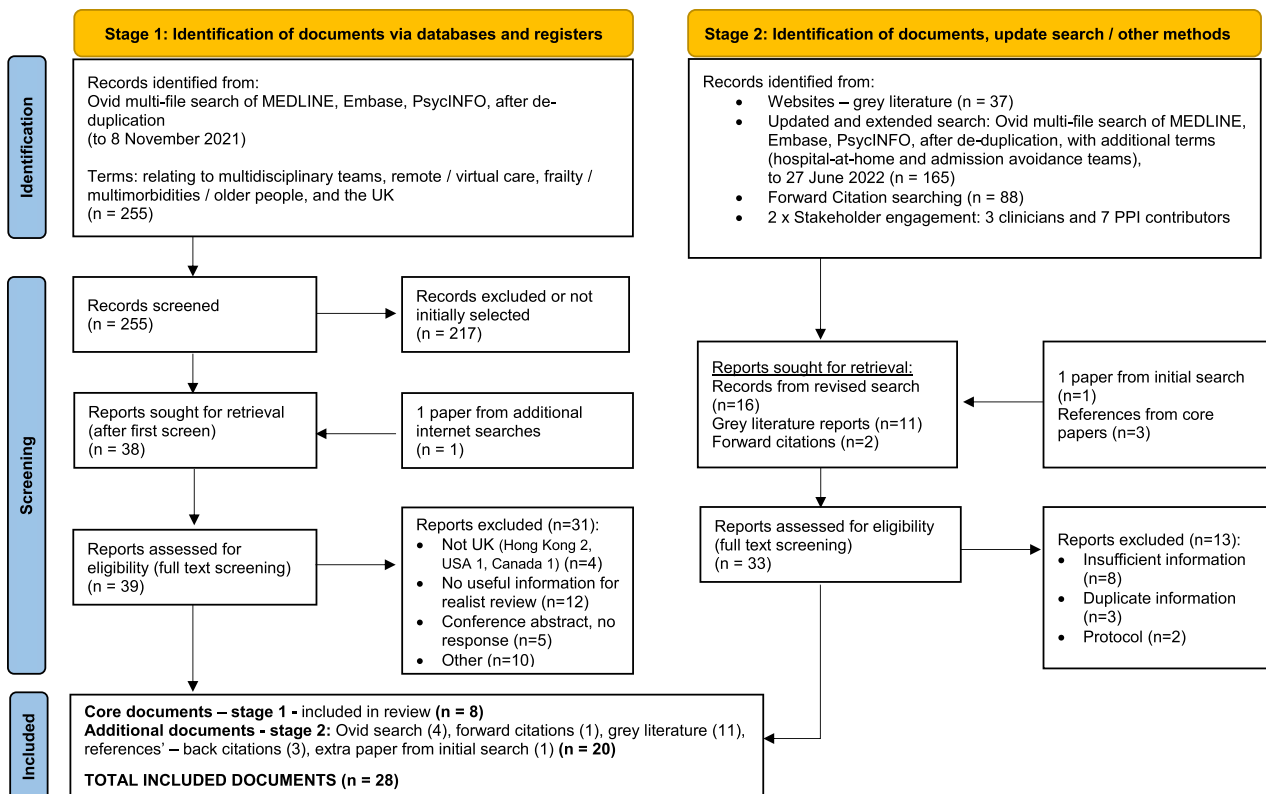 Stage 1: Identification of documents via databases and registers
Stage 2: Identification of documents, update search / other methods
Identification
Records identified from:
Ovid multi-file search of MEDLINE, Embase, PsycINFO, after de-
duplication
(to 8 November 2021)
Terms: relating to multidisciplinary teams, remote / virtual care, frailty /
multimorbidities / older people, and the UK
(n = 255)
Records identified from:
• Websites – grey literature (n = 37)
• Updated and extended search: Ovid multi-file search of MEDLINE,
Embase, PsycINFO, after de-duplication, with additional terms
(hospital-at-home and admission avoidance teams),
to 27 June 2022 (n = 165)
• Forward Citation searching (n = 88)
• 2 x Stakeholder engagement: 3 clinicians and 7 PPI contributors
Screening
Records screened
(n = 255)
Records excluded or not
initially selected
(n = 217)
Reports sought for retrieval
(after first screen)
(n = 38)
1 paper from additional
internet searches
(n = 1)
Reports assessed for
eligibility (full text screening)
(n = 39)
Reports excluded (n=31):
• Not UK (Hong Kong 2,
USA 1, Canada 1) (n=4)
• No useful information for
realist review (n=12)
• Conference abstract, no
response (n=5)
• Other (n=10)
Reports sought for retrieval:
Records from revised search
(n=16)
Grey literature reports (n=11)
Forward citations (n=2)
1 paper from initial search
(n=1)
References from core
papers (n=3)
Reports assessed for eligibility
(full text screening)
(n = 33)
Reports excluded (n=13):
• Insufficient information
(n=8)
• Duplicate information
(n=3)
• Protocol (n=2)
Included
Core documents – stage 1 - included in review (n = 8)
Additional documents - stage 2: Ovid search (4), forward citations (1), grey literature (11),
references’ – back citations (3), extra paper from initial search (1) (n = 20)
TOTAL INCLUDED DOCUMENTS (n = 28)